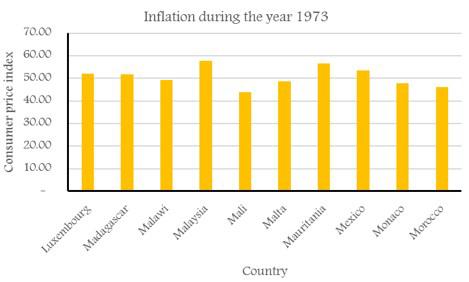 Inflation during the year 1973
Consumer price index
70.00
60.00
50.00
40.00
30.00
20.00
10.00
-
Luxembourg
Madagascar
Malawi
Malaysia
Mali
Malta
Mauritania
Mexico
Monaco
Morocco
Country